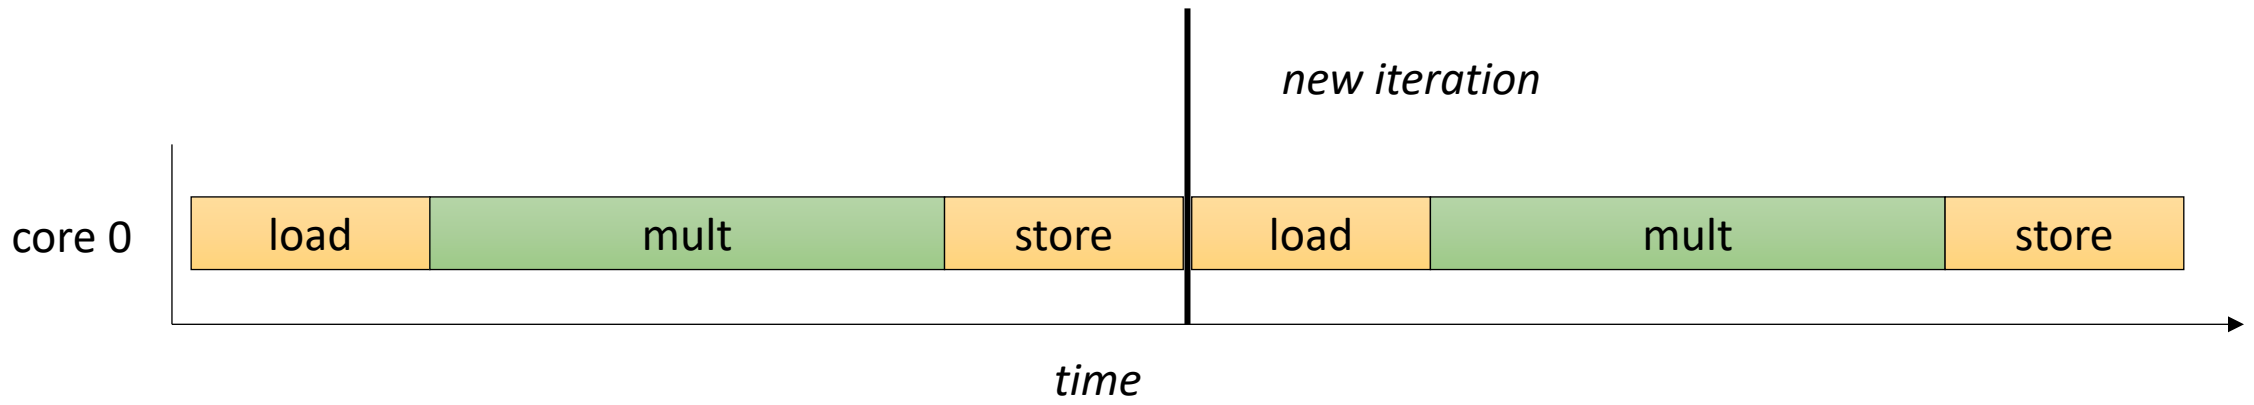 new iteration
core 0
load
mult
store
load
mult
store
time